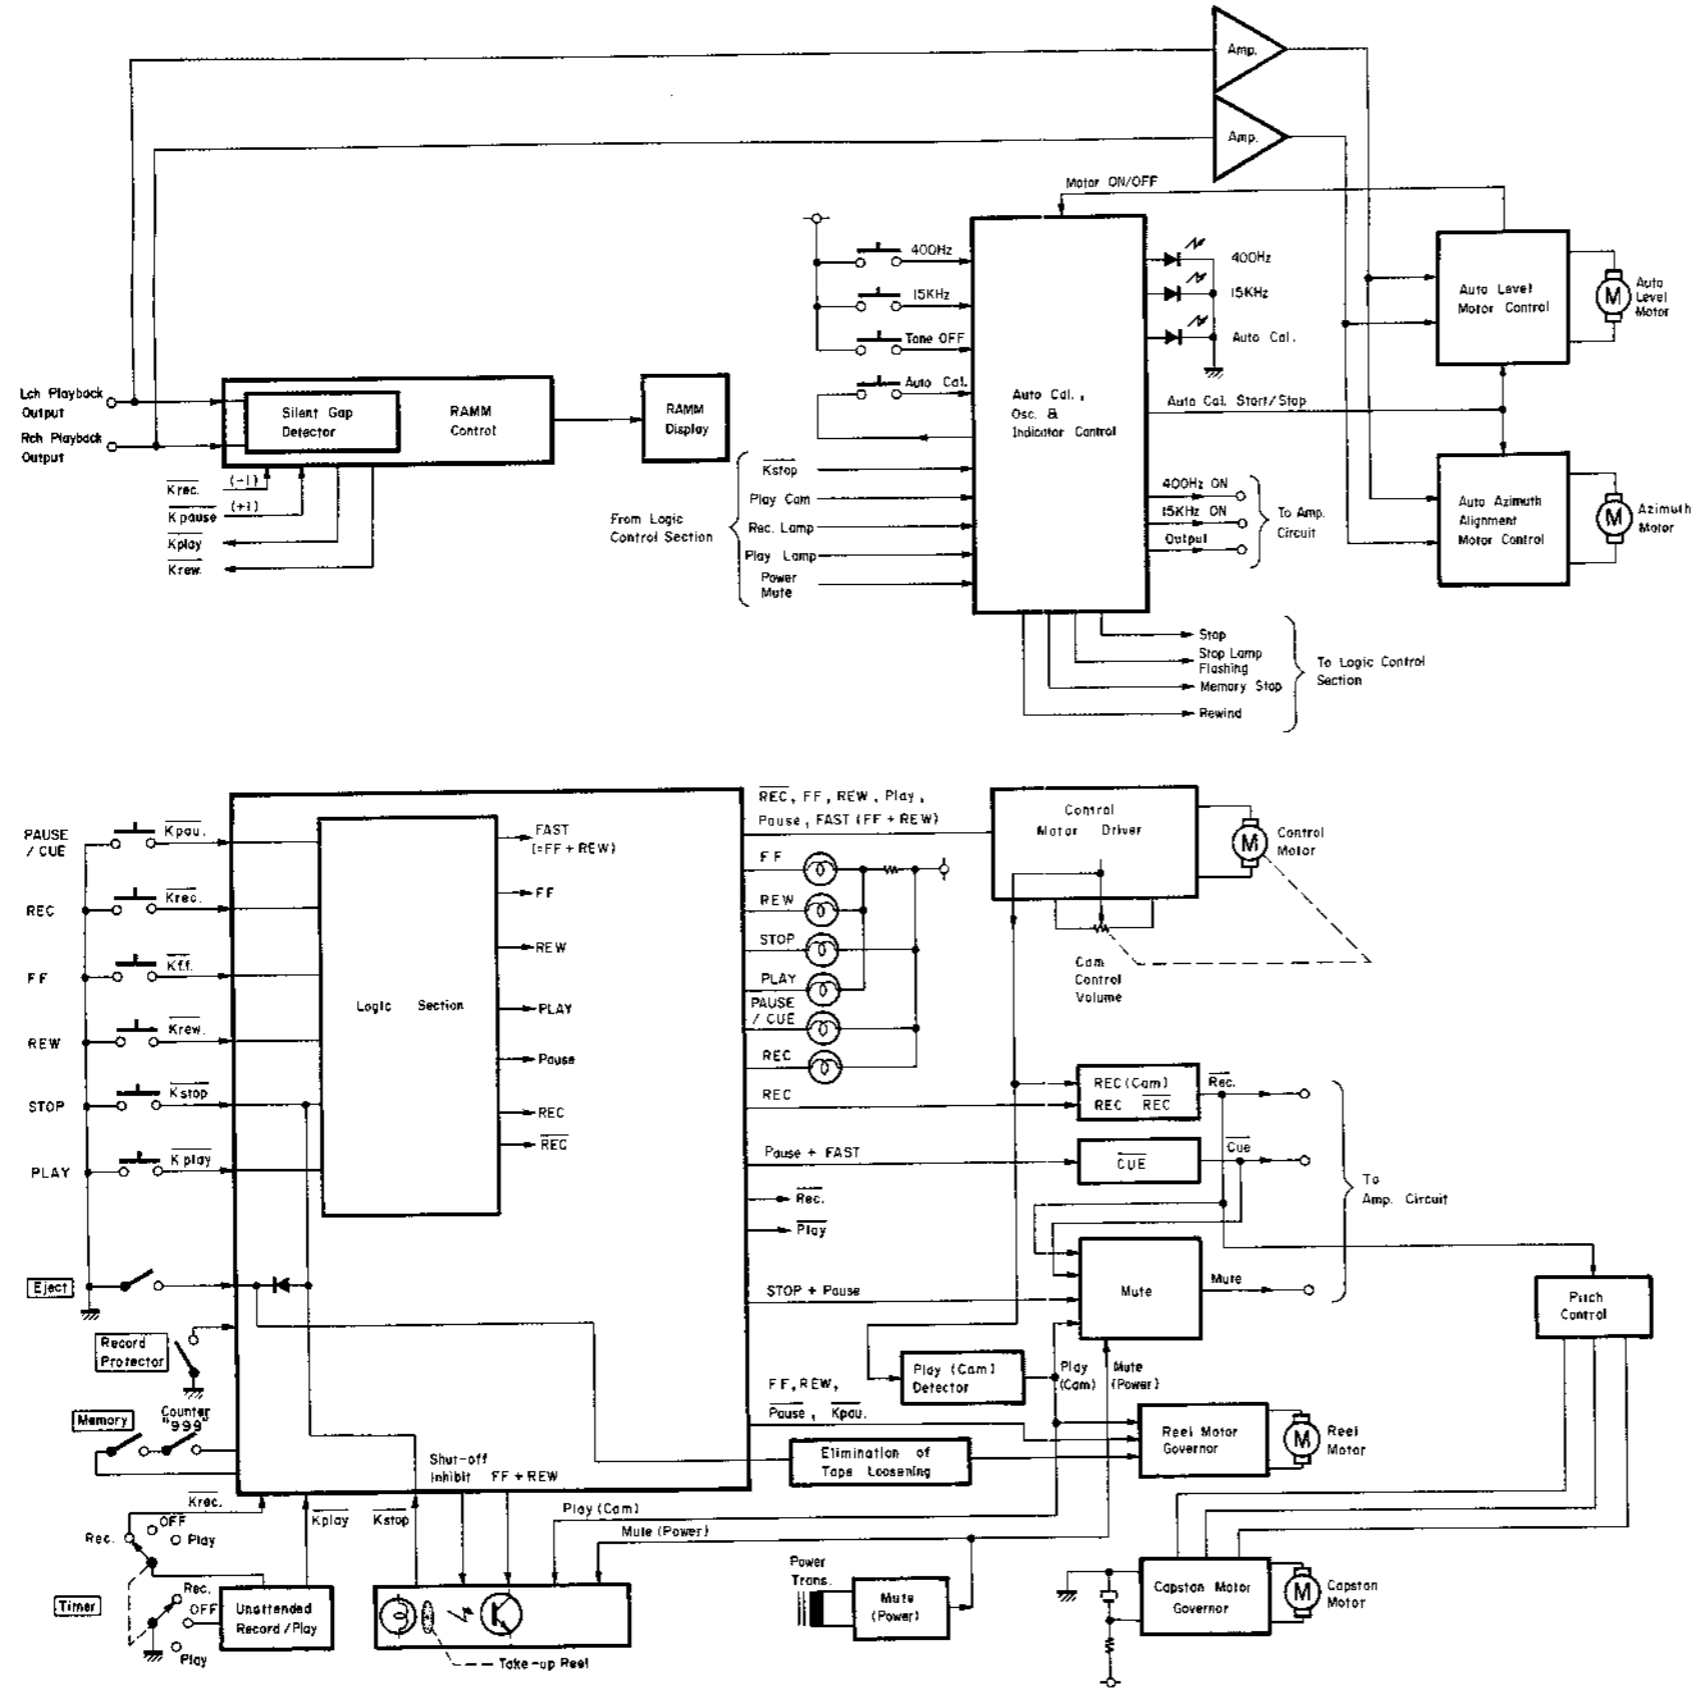 Amp.
Amp.
Motor ON/OFF
400Hz
15KHz
Tone OFF
Auto Cal.
400Hz
15KHz
Auto Cal.
Auto Level
Motor Control
Auto
Level
Motor
Auto Cal.,
Osc. &
Indicator Control
Auto Cal. Start/Stop
Lch Playback
Output
Rch Playback
Output
Silent Gap
Detector
RAMM
Control
RAMM
Display
Krec.
(-1)
Kpause
(+1)
Kplay
Krew.
From Logic
Control Section
Kstop
Play Cam
Rec. Lamp
Play Lamp
Power
Mute
400Hz ON
15KHz ON
Output
To Amp.
Circuit
Auto Azimuth
Alignment
Motor Control
Azimuth
Motor
Stop
Stop Lamp
Flashing
Memory Stop
Rewind
To Logic Control
Section
PAUSE
/ CUE
Kpau.
REC
Krec.
FF
Kf.f.
REW
Krew.
STOP
Kstop
PLAY
Kplay
Eject
Record
Protector
Memory
Counter
"999"
Logic Section
FAST
(=FF + REW)
FF
REW
PLAY
Pause
REC
REC
REC, FF, REW, Play,
Pause, FAST (FF + REW)
FF
REW
STOP
PLAY
PAUSE
/ CUE
REC
REC
Pause + FAST
Rec.
Play
STOP + Pause
FF, REW,
Pause, Kpau.
Control
Motor Driver
M
Control
Motor
Cam
Control
Volume
REC (Cam)
REC REC
Rec.
CUE
Cue
To
Amp. Circuit
Mute
Mute
Pitch
Control
Play (Cam)
Detector
Play
(Cam)
Mute
(Power)
Elimination of
Tape Loosening
Reel Motor
Governor
M
Reel
Motor
Shut-off
Inhibit
FF + REW
Krec.
Kplay
Kstop
Play (Cam)
Mute (Power)
Rec.
OFF
Play
Timer
Rec.
OFF
Play
Unattended
Record/Play
Take-up Reel
Power
Trans.
Mute
(Power)
Capstan Motor
Governor
M
Capstan
Motor
M
M